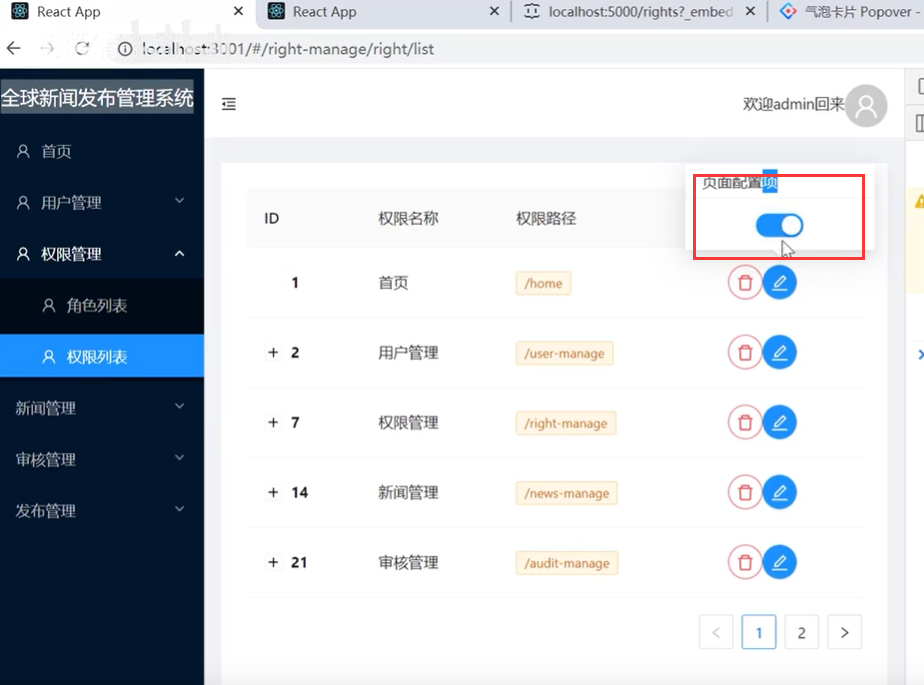 React App
React App
localhost:5000/rights?_embed
气泡卡片 Popover -
localhost:3001/#/right-manage/right/list
全球新闻发布管理系统
首页
用户管理
权限管理
角色列表
权限列表
新闻管理
审核管理
发布管理
欢迎admin回来
页面配置项
ID 权限名称 权限路径
1 首页 /home
+ 2 用户管理 /user-manage
+ 7 权限管理 /right-manage
+ 14 新闻管理 /news-manage
+ 21 审核管理 /audit-manage
< 1 2 >